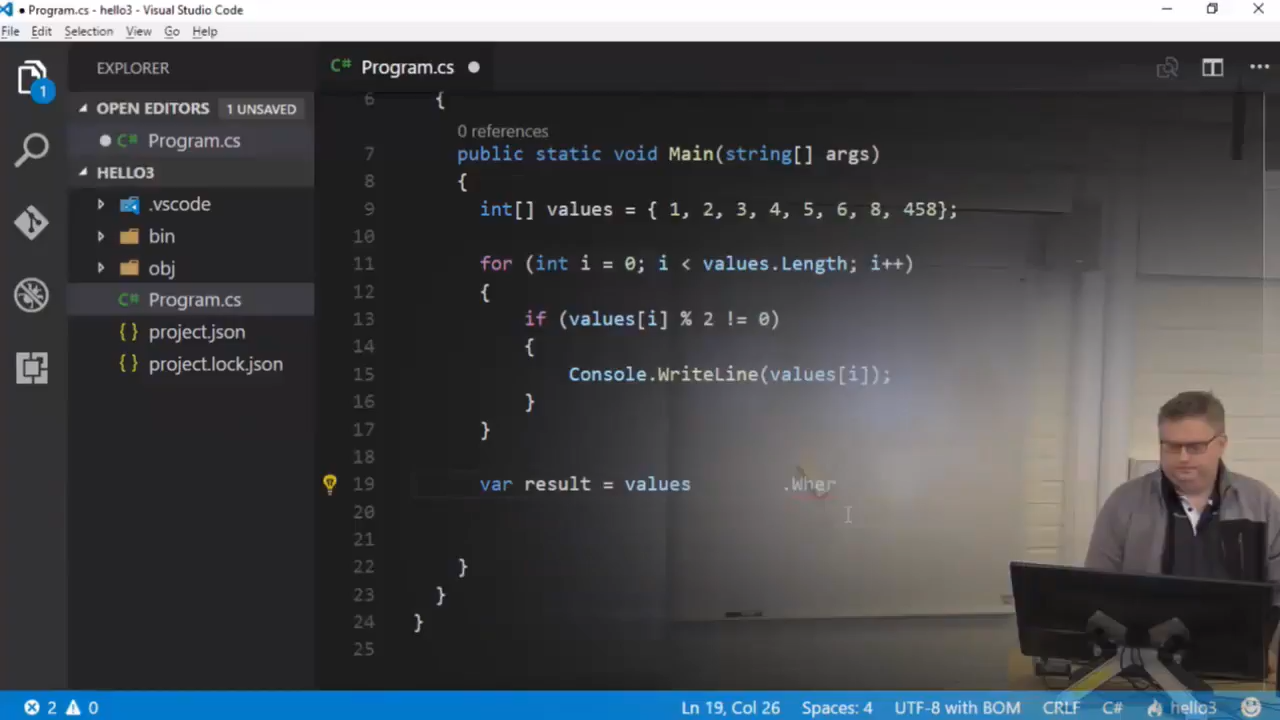 Program.cs - hello3 - Visual Studio Code
File Edit Selection View Go Help
EXPLORER
OPEN EDITORS 1 UNSAVED
Program.cs
HELLO3
.vscode
bin
obj
Program.cs
project.json
project.lock.json
1
C# Program.cs
6 {
0 references
7 public static void Main(string[] args)
8 {
9 int[] values = { 1, 2, 3, 4, 5, 6, 8, 458};
10
11 for (int i = 0; i < values.Length; i++)
12 {
13 if (values[i] % 2 != 0)
14 {
15 Console.WriteLine(values[i]);
16 }
17 }
18
19 var result = values .Wher
20
21
22 }
23 }
24 }
25
2 0 Ln 19, Col 26 Spaces: 4 UTF-8 with BOM CRLF C# hello3